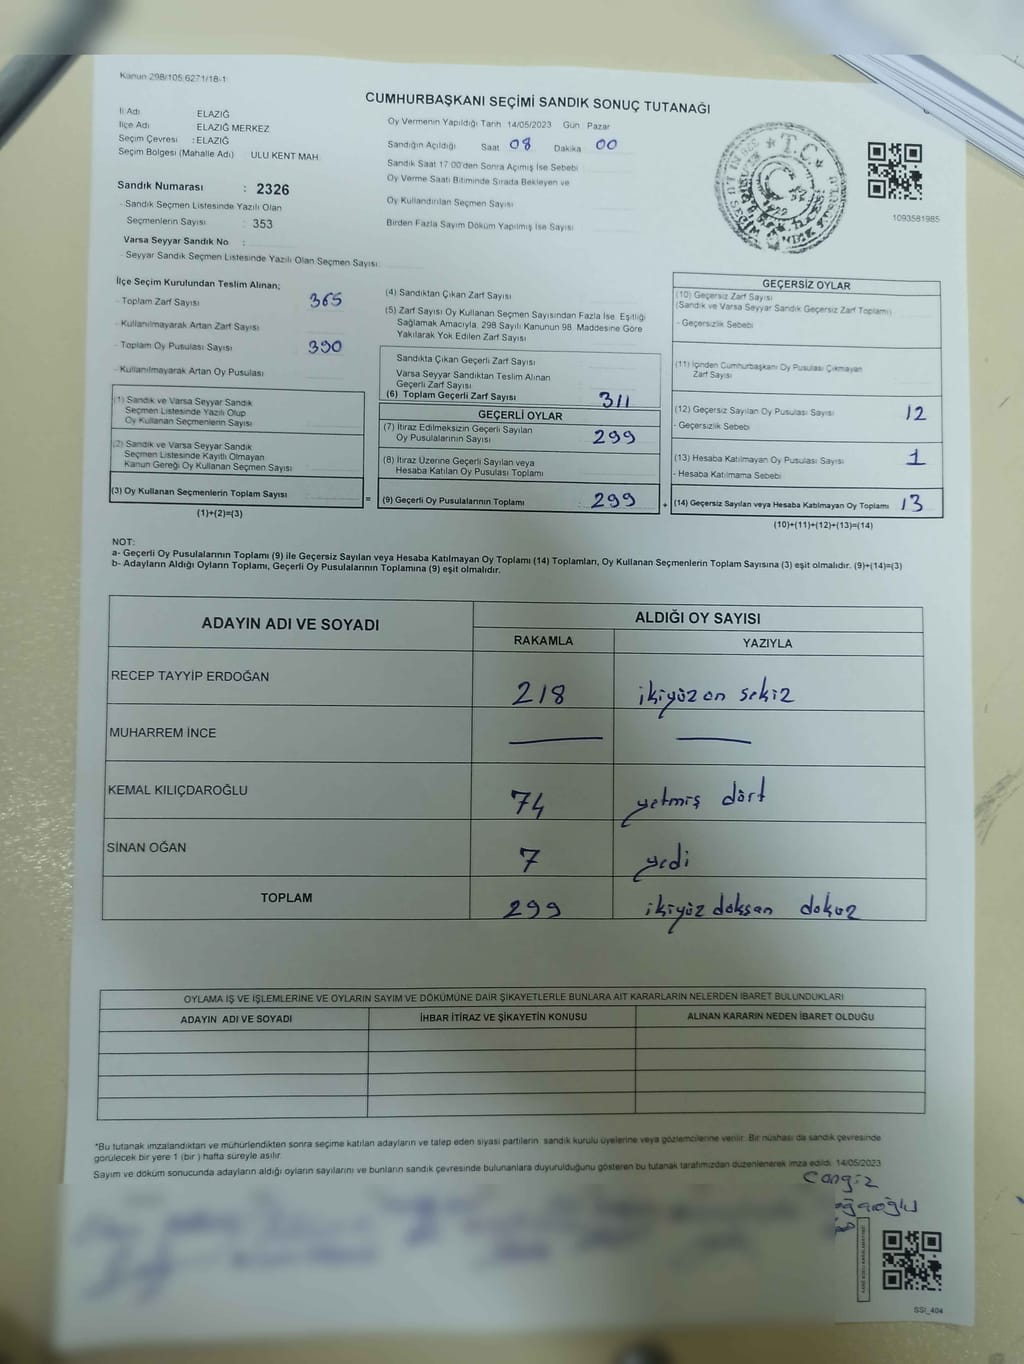 Kanun 298/105 6271/18-1
CUMHURBAŞKANI SEÇİMİ SANDIK SONUÇ TUTANAĞI
İl Adı ELAZIĞ
İlçe Adı ELAZIĞ MERKEZ
Seçim Çevresi : ELAZIĞ
Seçim Bölgesi (Mahalle Adı) ULU KENT MAH.
Sandık Numarası : 2326
- Sandık Seçmen Listesinde Yazılı Olan
Seçmenlerin Sayısı : 353
Varsa Seyyar Sandık No :
- Seyyar Sandık Seçmen Listesinde Yazılı Olan Seçmen Sayısı:
Oy Vermenin Yapıldığı Tarih 14/05/2023 Gün Pazar
Sandığın Açıldığı Saat 08 Dakika 00
Sandık Saat 17:00'den Sonra Açımış İse Sebebi
Oy Verme Saati Bitiminde Sırada Bekleyen ve
Oy Kullandırılan Seçmen Sayısı
Birden Fazla Sayım Döküm Yapılmış İse Sayısı
T.C.
1093581985
İlçe Seçim Kurulundan Teslim Alınan;
- Toplam Zarf Sayısı 365
- Kullanılmayarak Artan Zarf Sayısı
- Toplam Oy Pusulası Sayısı 390
- Kullanılmayarak Artan Oy Pusulası
(1) Sandık ve Varsa Seyyar Sandık
Seçmen Listesinde Yazılı Olup
Oy Kullanan Seçmenlerin Sayısı
(2) Sandık ve Varsa Seyyar Sandık
Seçmen Listesinde Kayıtlı Olmayan
Kanun Gereği Oy Kullanan Seçmen Sayısı
(3) Oy Kullanan Seçmenlerin Toplam Sayısı
(1)+(2)=(3)
(4) Sandıktan Çıkan Zarf Sayısı
(5) Zarf Sayısı Oy Kullanan Seçmen Sayısından Fazla İse, Eşitliği
Sağlamak Amacıyla, 298 Sayılı Kanunun 98. Maddesine Göre
Yakılarak Yok Edilen Zarf Sayısı
Sandıkta Çıkan Geçerli Zarf Sayısı
Varsa Seyyar Sandıktan Teslim Alınan
Geçerli Zarf Sayısı
(6) Toplam Geçerli Zarf Sayısı 311
GEÇERLİ OYLAR
(7) İtiraz Edilmeksizin Geçerli Sayılan
Oy Pusulalarının Sayısı 299
(8) İtiraz Üzerine Geçerli Sayılan veya
Hesaba Katılan Oy Pusulası Toplamı
= (9) Geçerli Oy Pusulalarının Toplamı 299
GEÇERSİZ OYLAR
(10) Geçersiz Zarf Sayısı
(Sandık ve Varsa Seyyar Sandık Geçersiz Zarf Toplamı)
- Geçersizlik Sebebi
(11) İçinden Cumhurbaşkanı Oy Pusulası Çıkmayan
Zarf Sayısı
(12) Geçersiz Sayılan Oy Pusulası Sayısı 12
- Geçersizlik Sebebi
(13) Hesaba Katılmayan Oy Pusulası Sayısı 1
- Hesaba Katılmama Sebebi
+ (14) Geçersiz Sayılan veya Hesaba Katılmayan Oy Toplamı 13
(10)+(11)+(12)+(13)=(14)
NOT:
a- Geçerli Oy Pusulalarının Toplamı (9) ile Geçersiz Sayılan veya Hesaba Katılmayan Oy Toplamı (14) Toplamları, Oy Kullanan Seçmenlerin Toplam Sayısına (3) eşit olmalıdır. (9)+(14)=(3)
b- Adayların Aldığı Oyların Toplamı, Geçerli Oy Pusulalarının Toplamına (9) eşit olmalıdır.
ADAYIN ADI VE SOYADI ALDIĞI OY SAYISI
RAKAMLA YAZIYLA
RECEP TAYYİP ERDOĞAN 218 ikiyüz on sekiz
MUHARREM İNCE
KEMAL KILIÇDAROĞLU 74 yetmiş dört
SİNAN OĞAN 7 yedi
TOPLAM 299 ikiyüz doksan dokuz
OYLAMA İŞ VE İŞLEMLERİNE VE OYLARIN SAYIM VE DÖKÜMÜNE DAİR ŞİKAYETLERLE BUNLARA AİT KARARLARIN NELERDEN İBARET BULUNDUKLARI
ADAYIN ADI VE SOYADI İHBAR İTİRAZ VE ŞİKAYETİN KONUSU ALINAN KARARIN NEDEN İBARET OLDUĞU
*Bu tutanak imzalandıktan ve mühürlendikten sonra seçime katılan adayların ve talep eden siyasi partilerin, sandık kurulu üyelerine veya gözlemcilerine verilir. Bir nüshası da sandık çevresinde
görülecek bir yere 1 (bir ) hafta süreyle asılır.
Sayım ve döküm sonucunda adayların aldığı oyların sayılarını ve bunların sandık çevresinde bulunanlara duyurulduğunu gösteren bu tutanak tarafımızdan düzenlenerek imza edildi. 14/05/2023
Cengiz
SSİ_404